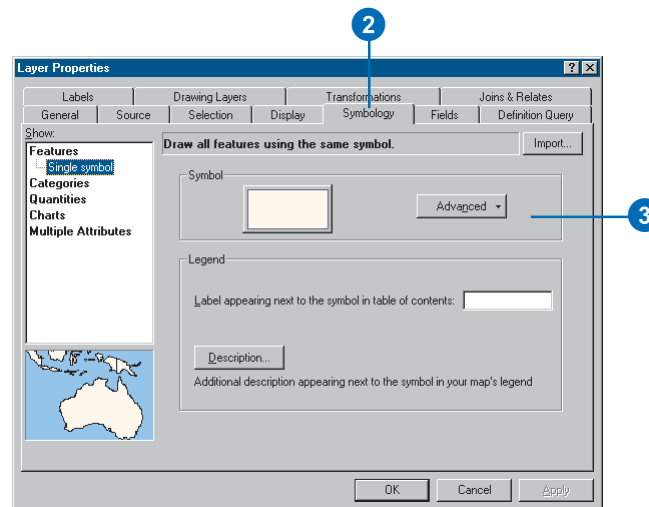 2
Layer Properties
Labels Drawing Layers Transformations Joins & Relates
General Source Selection Display Symbology Fields Definition Query
Show:
Features
Single symbol
Categories
Quantities
Charts
Multiple Attributes
Draw all features using the same symbol.
Import...
Symbol
Advanced
3
Legend
Label appearing next to the symbol in table of contents:
Description...
Additional description appearing next to the symbol in your map's legend
OK Cancel Apply